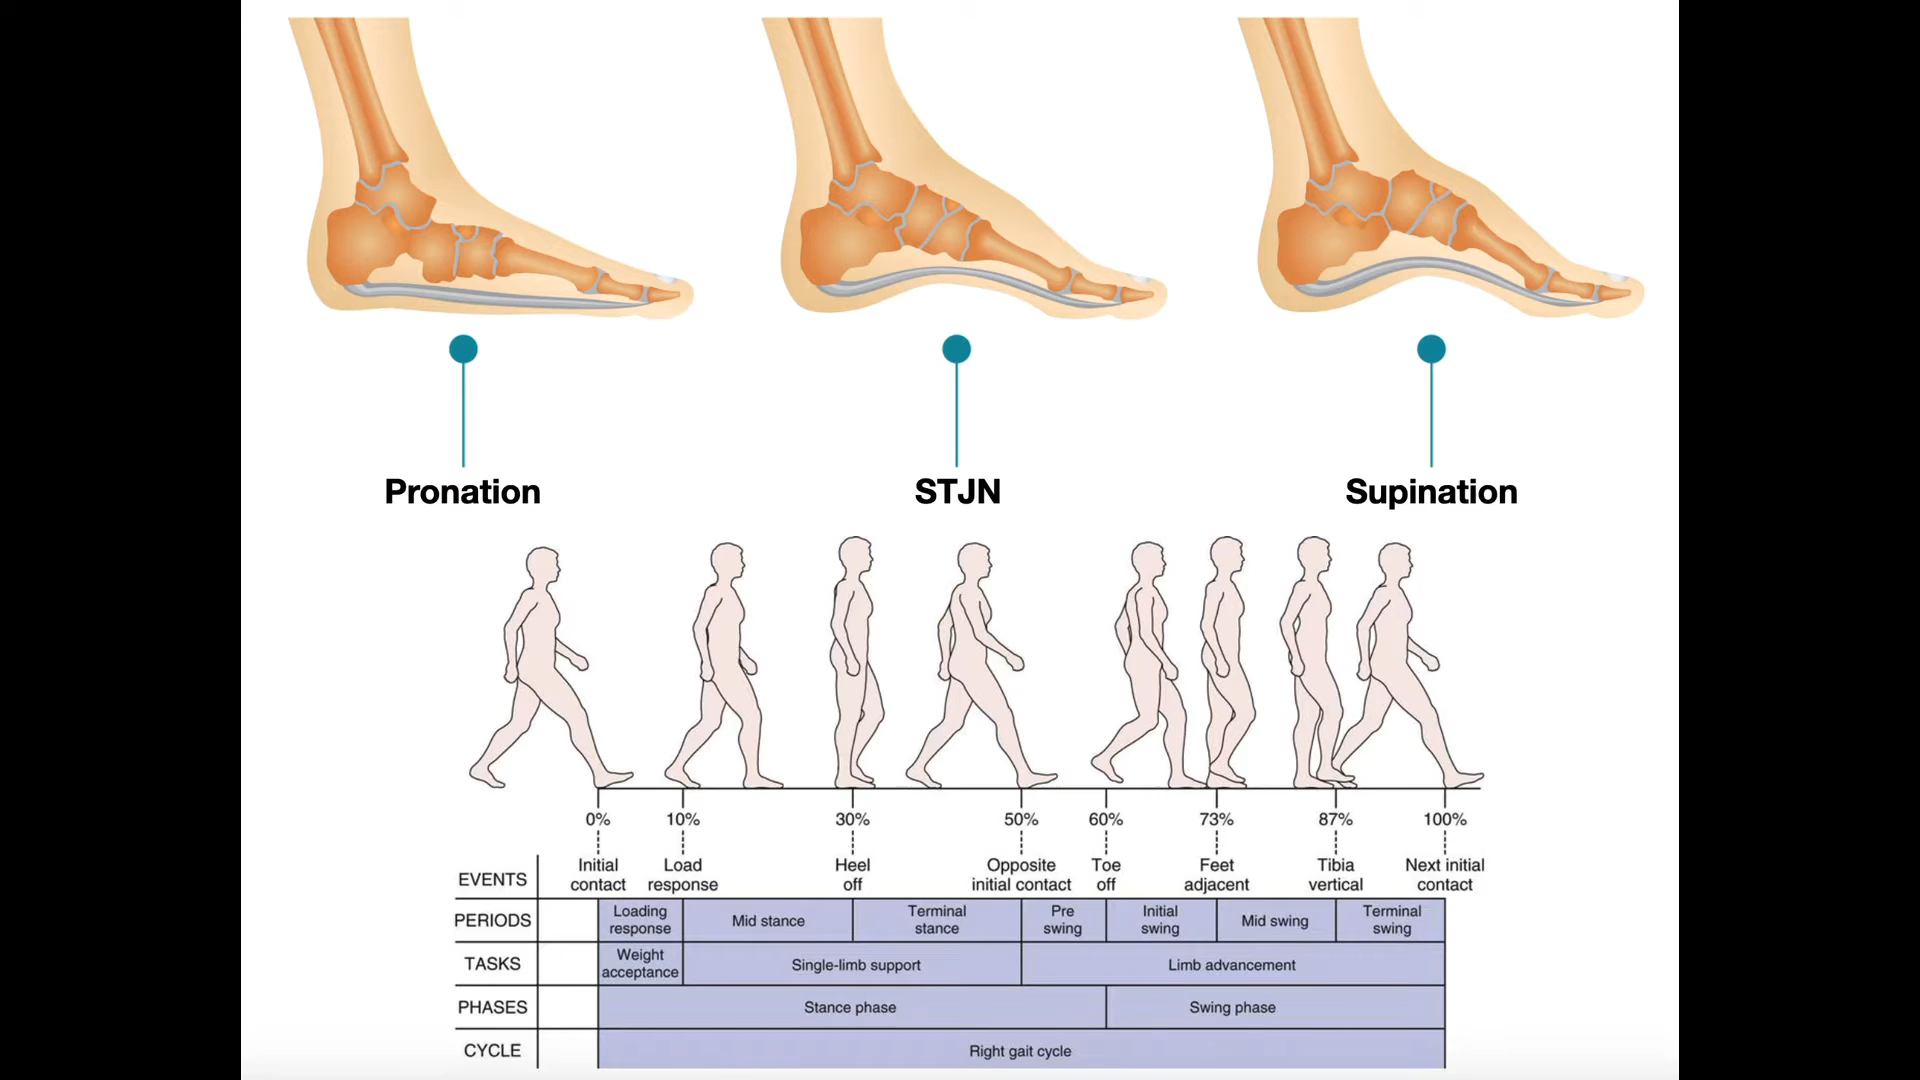 Pronation
STJN
Supination
0%
10%
30%
50%
60%
73%
87%
100%
EVENTS
Initial
contact
Load
response
Heel
off
Opposite
initial contact
Toe
off
Feet
adjacent
Tibia
vertical
Next initial
contact
PERIODS
Loading
response
Mid stance
Terminal
stance
Pre
swing
Initial
swing
Mid swing
Terminal
swing
TASKS
Weight
acceptance
Single-limb support
Limb advancement
PHASES
Stance phase
Swing phase
CYCLE
Right gait cycle